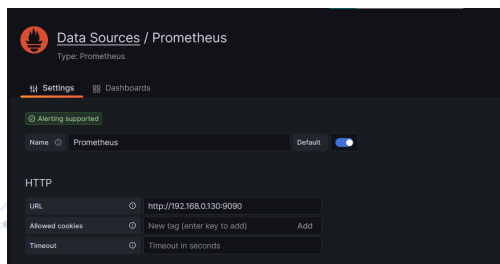 Data Sources / Prometheus
Type: Prometheus
Settings Dashboards
Alerting supported
Name Prometheus Default
HTTP
URL http://192.168.0.130:9090
Allowed cookies New tag (enter key to add) Add
Timeout Timeout in seconds